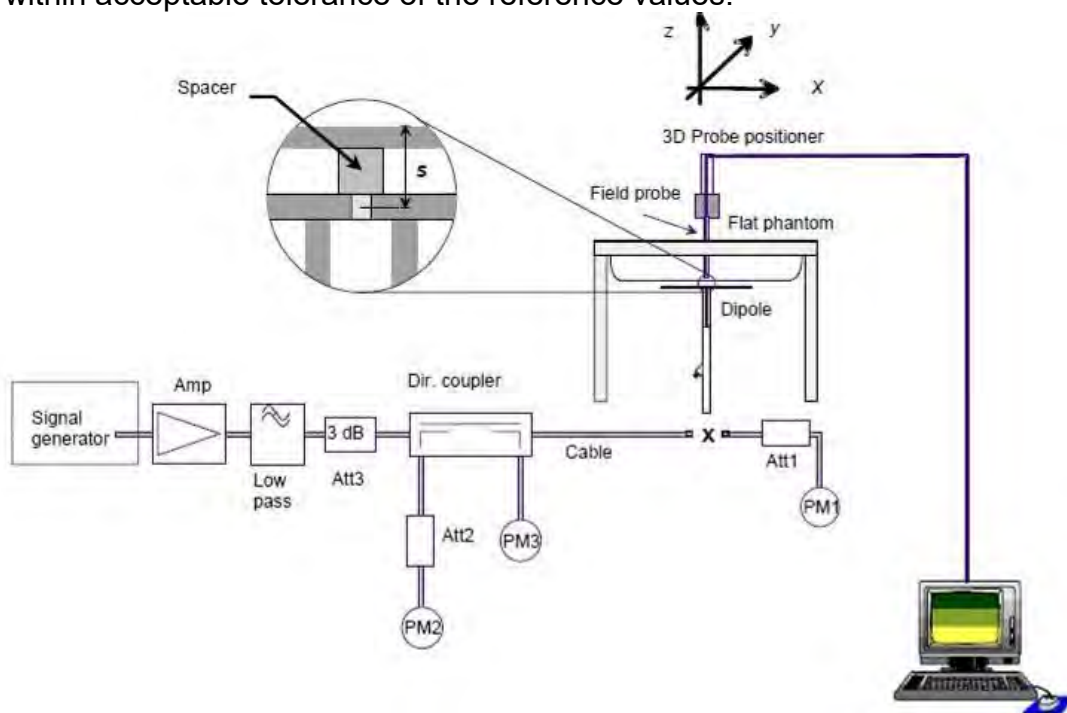 within acceptable tolerance of the reference values.
z
y
x
Spacer
s
3D Probe positioner
Field probe
Flat phantom
Dipole
Signal
generator
Amp
Low
pass
3 dB
Att3
Dir. coupler
Cable
x
Att1
PM1
Att2
PM3
PM2